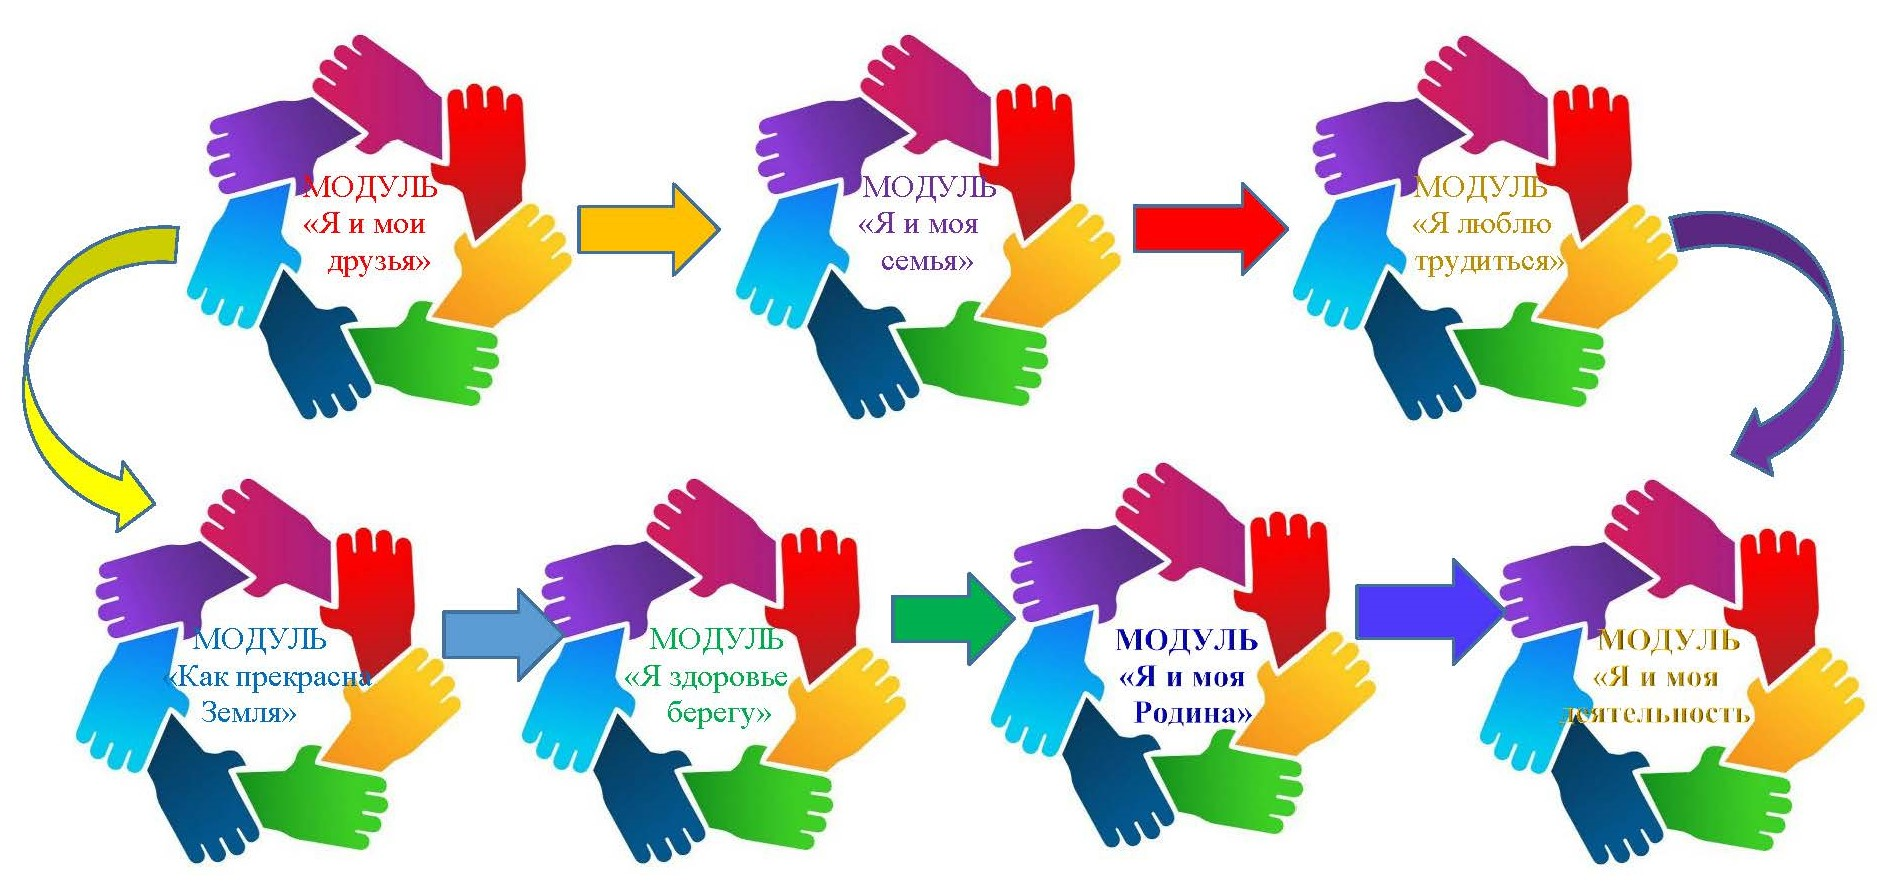 МОДУЛЬ
«Я и мои
друзья»
МОДУЛЬ
«Я и моя
семья»
МОДУЛЬ
«Я люблю
трудиться»
МОДУЛЬ
«Как прекрасна
Земля»
МОДУЛЬ
«Я здоровье
берегу»
МОДУЛЬ
«Я и моя
Родина»
МОДУЛЬ
«Я и моя
деятельность